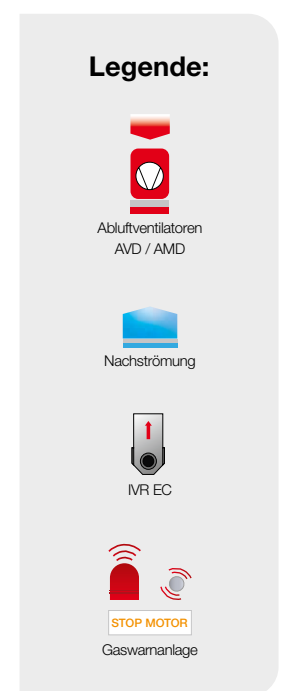 Legende:
Abluftventilatoren
AVD / AMD
Nachströmung
IVR EC
STOP MOTOR
Gaswarnanlage